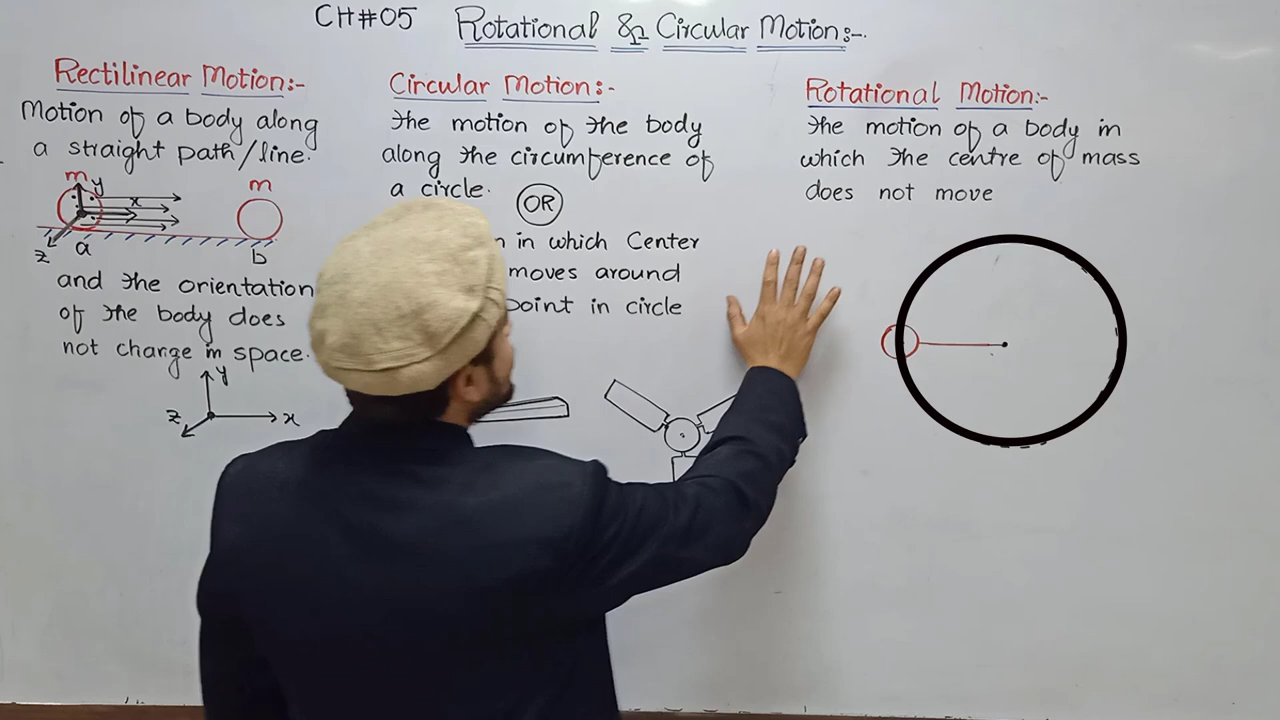 CH#05 Rotational & Circular Motion:-.
Rectilinear Motion:-
Motion of a body along
a straight path/line.
m
y
x
z
a
m
b
and the orientation
of the body does
not change in space.
y
x
z
Circular Motion:-
The motion of the body
along the circumference of
a circle.
OR
in which Center
moves around
point in circle
Rotational Motion:-
The motion of a body in
which the centre of mass
does not move